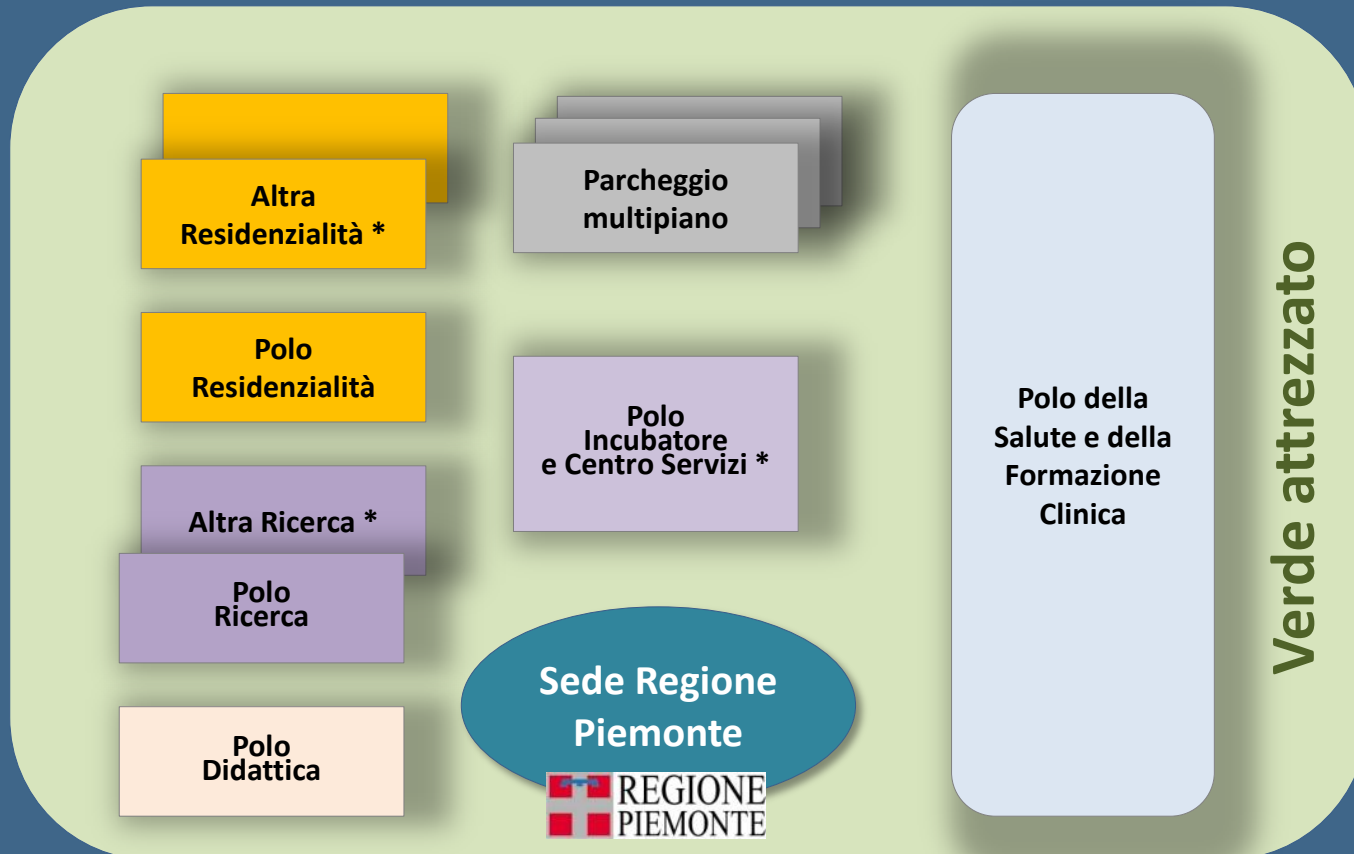 Altra
Residenzialità *
Parcheggio
multipiano
Polo
Residenzialità
Polo
Incubatore
e Centro Servizi *
Altra Ricerca *
Polo
Ricerca
Polo
Didattica
Sede Regione
Piemonte
REGIONE
PIEMONTE
Polo della
Salute e della
Formazione
Clinica
Verde attrezzato